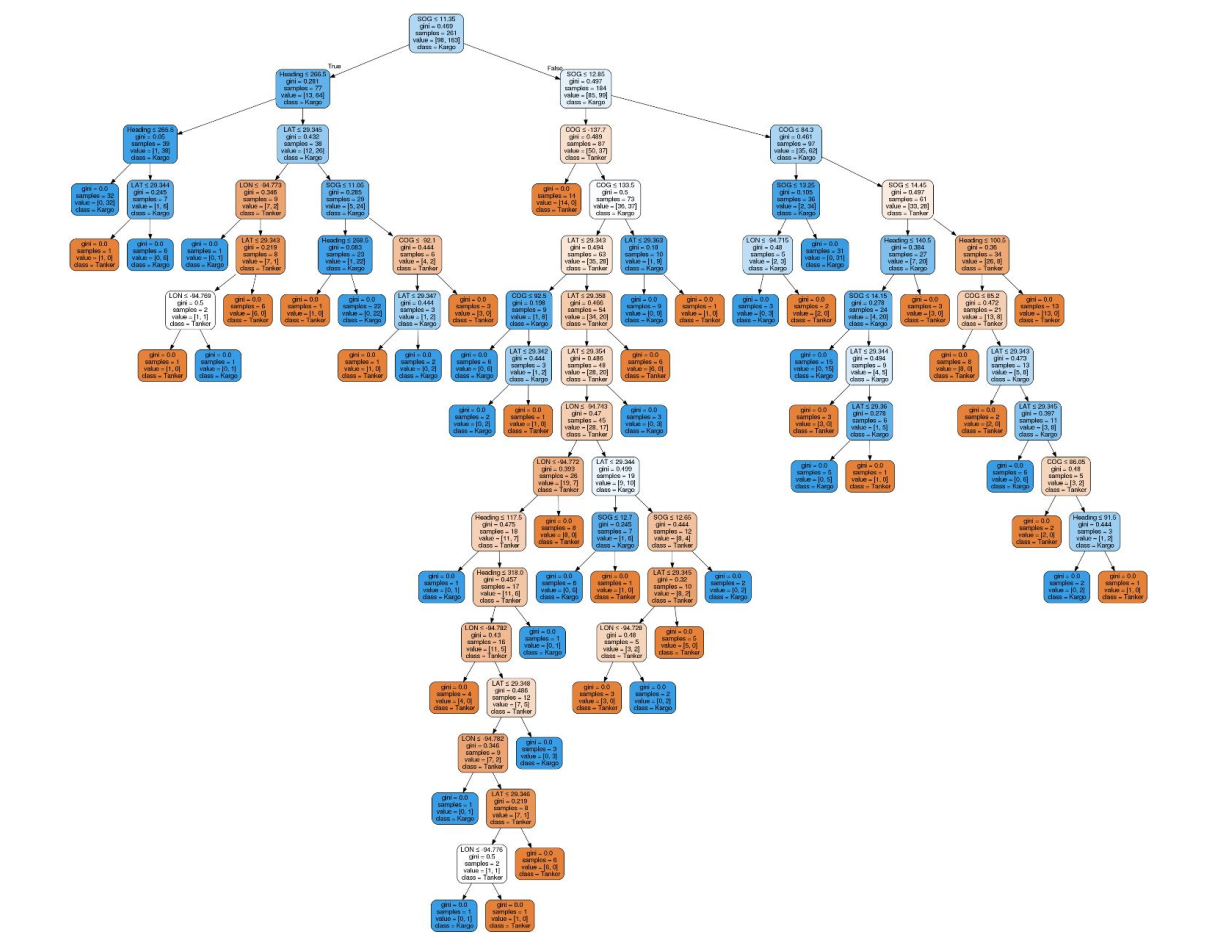 SOG ≤ 11.35
gini = 0.469
samples = 261
value = [98, 163]
class = Kargo
True
False
Heading ≤ 266.5
gini = 0.281
samples = 77
value = [13, 64]
class = Kargo
SOG ≤ 12.85
gini = 0.497
samples = 184
value = [85, 99]
class = Kargo
Heading ≤ 265.5
gini = 0.05
samples = 39
value = [1, 38]
class = Kargo
LAT ≤ 29.345
gini = 0.432
samples = 38
value = [12, 26]
class = Kargo
COG ≤ -137.7
gini = 0.489
samples = 87
value = [50, 37]
class = Tanker
COG ≤ 84.3
gini = 0.461
samples = 97
value = [35, 62]
class = Kargo
gini = 0.0
samples = 32
value = [0, 32]
class = Kargo
LAT ≤ 29.344
gini = 0.245
samples = 7
value = [1, 6]
class = Kargo
LON ≤ -94.773
gini = 0.346
samples = 9
value = [7, 2]
class = Tanker
SOG ≤ 11.05
gini = 0.285
samples = 29
value = [5, 24]
class = Kargo
gini = 0.0
samples = 14
value = [14, 0]
class = Tanker
COG ≤ 133.5
gini = 0.5
samples = 73
value = [36, 37]
class = Kargo
SOG ≤ 13.25
gini = 0.105
samples = 36
value = [2, 34]
class = Kargo
SOG ≤ 14.45
gini = 0.497
samples = 61
value = [33, 28]
class = Tanker
gini = 0.0
samples = 1
value = [1, 0]
class = Tanker
gini = 0.0
samples = 6
value = [0, 6]
class = Kargo
gini = 0.0
samples = 1
value = [0, 1]
class = Kargo
LAT ≤ 29.343
gini = 0.219
samples = 8
value = [7, 1]
class = Tanker
Heading ≤ 268.5
gini = 0.083
samples = 23
value = [1, 22]
class = Kargo
COG ≤ -92.1
gini = 0.444
samples = 6
value = [4, 2]
class = Tanker
LAT ≤ 29.343
gini = 0.494
samples = 63
value = [35, 28]
class = Tanker
LAT ≤ 29.363
gini = 0.18
samples = 10
value = [1, 9]
class = Kargo
LON ≤ -94.715
gini = 0.48
samples = 5
value = [2, 3]
class = Kargo
gini = 0.0
samples = 31
value = [0, 31]
class = Kargo
Heading ≤ 140.5
gini = 0.384
samples = 27
value = [7, 20]
class = Kargo
Heading ≤ 100.5
gini = 0.36
samples = 34
value = [26, 8]
class = Tanker
LON ≤ -94.769
gini = 0.5
samples = 2
value = [1, 1]
class = Tanker
gini = 0.0
samples = 6
value = [6, 0]
class = Tanker
gini = 0.0
samples = 1
value = [1, 0]
class = Tanker
gini = 0.0
samples = 22
value = [0, 22]
class = Kargo
LAT ≤ 29.347
gini = 0.444
samples = 3
value = [1, 2]
class = Kargo
gini = 0.0
samples = 3
value = [3, 0]
class = Tanker
COG ≤ 92.5
gini = 0.198
samples = 9
value = [1, 8]
class = Kargo
LAT ≤ 29.358
gini = 0.466
samples = 54
value = [34, 20]
class = Tanker
gini = 0.0
samples = 9
value = [0, 9]
class = Kargo
gini = 0.0
samples = 1
value = [1, 0]
class = Tanker
gini = 0.0
samples = 3
value = [0, 3]
class = Kargo
gini = 0.0
samples = 2
value = [2, 0]
class = Tanker
SOG ≤ 14.15
gini = 0.278
samples = 24
value = [4, 20]
class = Kargo
gini = 0.0
samples = 3
value = [3, 0]
class = Tanker
COG ≤ 85.2
gini = 0.472
samples = 21
value = [13, 8]
class = Tanker
gini = 0.0
samples = 13
value = [13, 0]
class = Tanker
gini = 0.0
samples = 1
value = [1, 0]
class = Tanker
gini = 0.0
samples = 1
value = [0, 1]
class = Kargo
gini = 0.0
samples = 1
value = [1, 0]
class = Tanker
gini = 0.0
samples = 2
value = [0, 2]
class = Kargo
gini = 0.0
samples = 6
value = [0, 6]
class = Kargo
LAT ≤ 29.342
gini = 0.444
samples = 3
value = [1, 2]
class = Kargo
LAT ≤ 29.354
gini = 0.486
samples = 48
value = [28, 20]
class = Tanker
gini = 0.0
samples = 6
value = [6, 0]
class = Tanker
gini = 0.0
samples = 15
value = [0, 15]
class = Kargo
LAT ≤ 29.344
gini = 0.494
samples = 9
value = [4, 5]
class = Kargo
gini = 0.0
samples = 8
value = [8, 0]
class = Tanker
LAT ≤ 29.343
gini = 0.473
samples = 13
value = [5, 8]
class = Kargo
gini = 0.0
samples = 2
value = [0, 2]
class = Kargo
gini = 0.0
samples = 1
value = [1, 0]
class = Tanker
LON ≤ -94.743
gini = 0.47
samples = 45
value = [28, 17]
class = Tanker
gini = 0.0
samples = 3
value = [0, 3]
class = Kargo
gini = 0.0
samples = 3
value = [3, 0]
class = Tanker
LAT ≤ 29.36
gini = 0.278
samples = 6
value = [1, 5]
class = Kargo
gini = 0.0
samples = 2
value = [2, 0]
class = Tanker
LAT ≤ 29.345
gini = 0.397
samples = 11
value = [3, 8]
class = Kargo
LON ≤ -94.772
gini = 0.393
samples = 26
value = [19, 7]
class = Tanker
LAT ≤ 29.344
gini = 0.499
samples = 19
value = [9, 10]
class = Kargo
gini = 0.0
samples = 5
value = [0, 5]
class = Kargo
gini = 0.0
samples = 1
value = [1, 0]
class = Tanker
gini = 0.0
samples = 6
value = [0, 6]
class = Kargo
COG ≤ 86.05
gini = 0.48
samples = 5
value = [3, 2]
class = Tanker
Heading ≤ 117.5
gini = 0.475
samples = 18
value = [11, 7]
class = Tanker
gini = 0.0
samples = 8
value = [8, 0]
class = Tanker
SOG ≤ 12.7
gini = 0.245
samples = 7
value = [1, 6]
class = Kargo
SOG ≤ 12.65
gini = 0.444
samples = 12
value = [8, 4]
class = Tanker
gini = 0.0
samples = 2
value = [2, 0]
class = Tanker
Heading ≤ 91.5
gini = 0.444
samples = 3
value = [1, 2]
class = Kargo
gini = 0.0
samples = 1
value = [0, 1]
class = Kargo
Heading ≤ 318.0
gini = 0.457
samples = 17
value = [11, 6]
class = Tanker
gini = 0.0
samples = 6
value = [0, 6]
class = Kargo
gini = 0.0
samples = 1
value = [1, 0]
class = Tanker
LAT ≤ 29.345
gini = 0.32
samples = 10
value = [8, 2]
class = Tanker
gini = 0.0
samples = 2
value = [0, 2]
class = Kargo
gini = 0.0
samples = 2
value = [0, 2]
class = Kargo
gini = 0.0
samples = 1
value = [1, 0]
class = Tanker
LON ≤ -94.782
gini = 0.43
samples = 16
value = [11, 5]
class = Tanker
gini = 0.0
samples = 1
value = [0, 1]
class = Kargo
LON ≤ -94.728
gini = 0.48
samples = 5
value = [3, 2]
class = Tanker
gini = 0.0
samples = 5
value = [5, 0]
class = Tanker
gini = 0.0
samples = 4
value = [4, 0]
class = Tanker
LAT ≤ 29.348
gini = 0.486
samples = 12
value = [7, 5]
class = Tanker
gini = 0.0
samples = 3
value = [3, 0]
class = Tanker
gini = 0.0
samples = 2
value = [0, 2]
class = Kargo
LON ≤ -94.782
gini = 0.346
samples = 9
value = [7, 2]
class = Tanker
gini = 0.0
samples = 3
value = [0, 3]
class = Kargo
gini = 0.0
samples = 1
value = [0, 1]
class = Kargo
LAT ≤ 29.346
gini = 0.219
samples = 8
value = [7, 1]
class = Tanker
LON ≤ -94.776
gini = 0.5
samples = 2
value = [1, 1]
class = Tanker
gini = 0.0
samples = 6
value = [6, 0]
class = Tanker
gini = 0.0
samples = 1
value = [0, 1]
class = Kargo
gini = 0.0
samples = 1
value = [1, 0]
class = Tanker